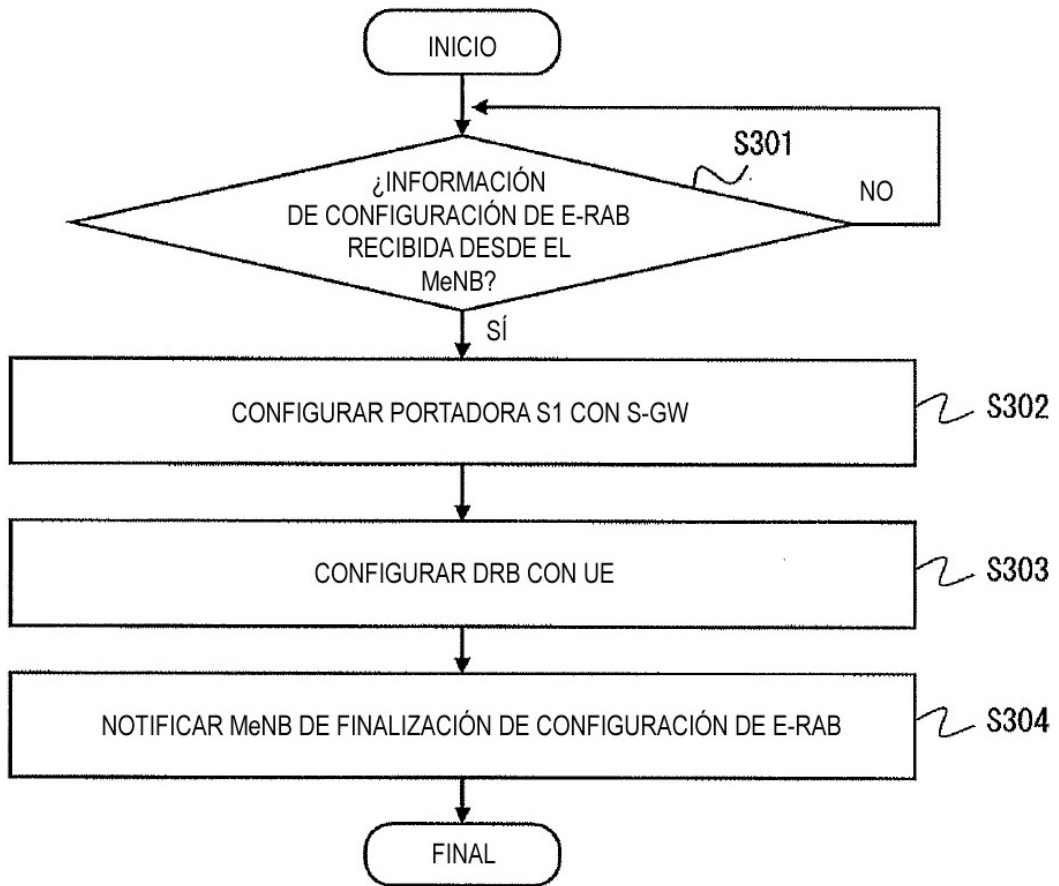 INICIO
S301
¿INFORMACIÓN
DE CONFIGURACIÓN DE E-RAB
RECIBIDA DESDE EL
MeNB?
NO
SÍ
CONFIGURAR PORTADORA S1 CON S-GW
S302
CONFIGURAR DRB CON UE
S303
NOTIFICAR MeNB DE FINALIZACIÓN DE CONFIGURACIÓN DE E-RAB
S304
FINAL